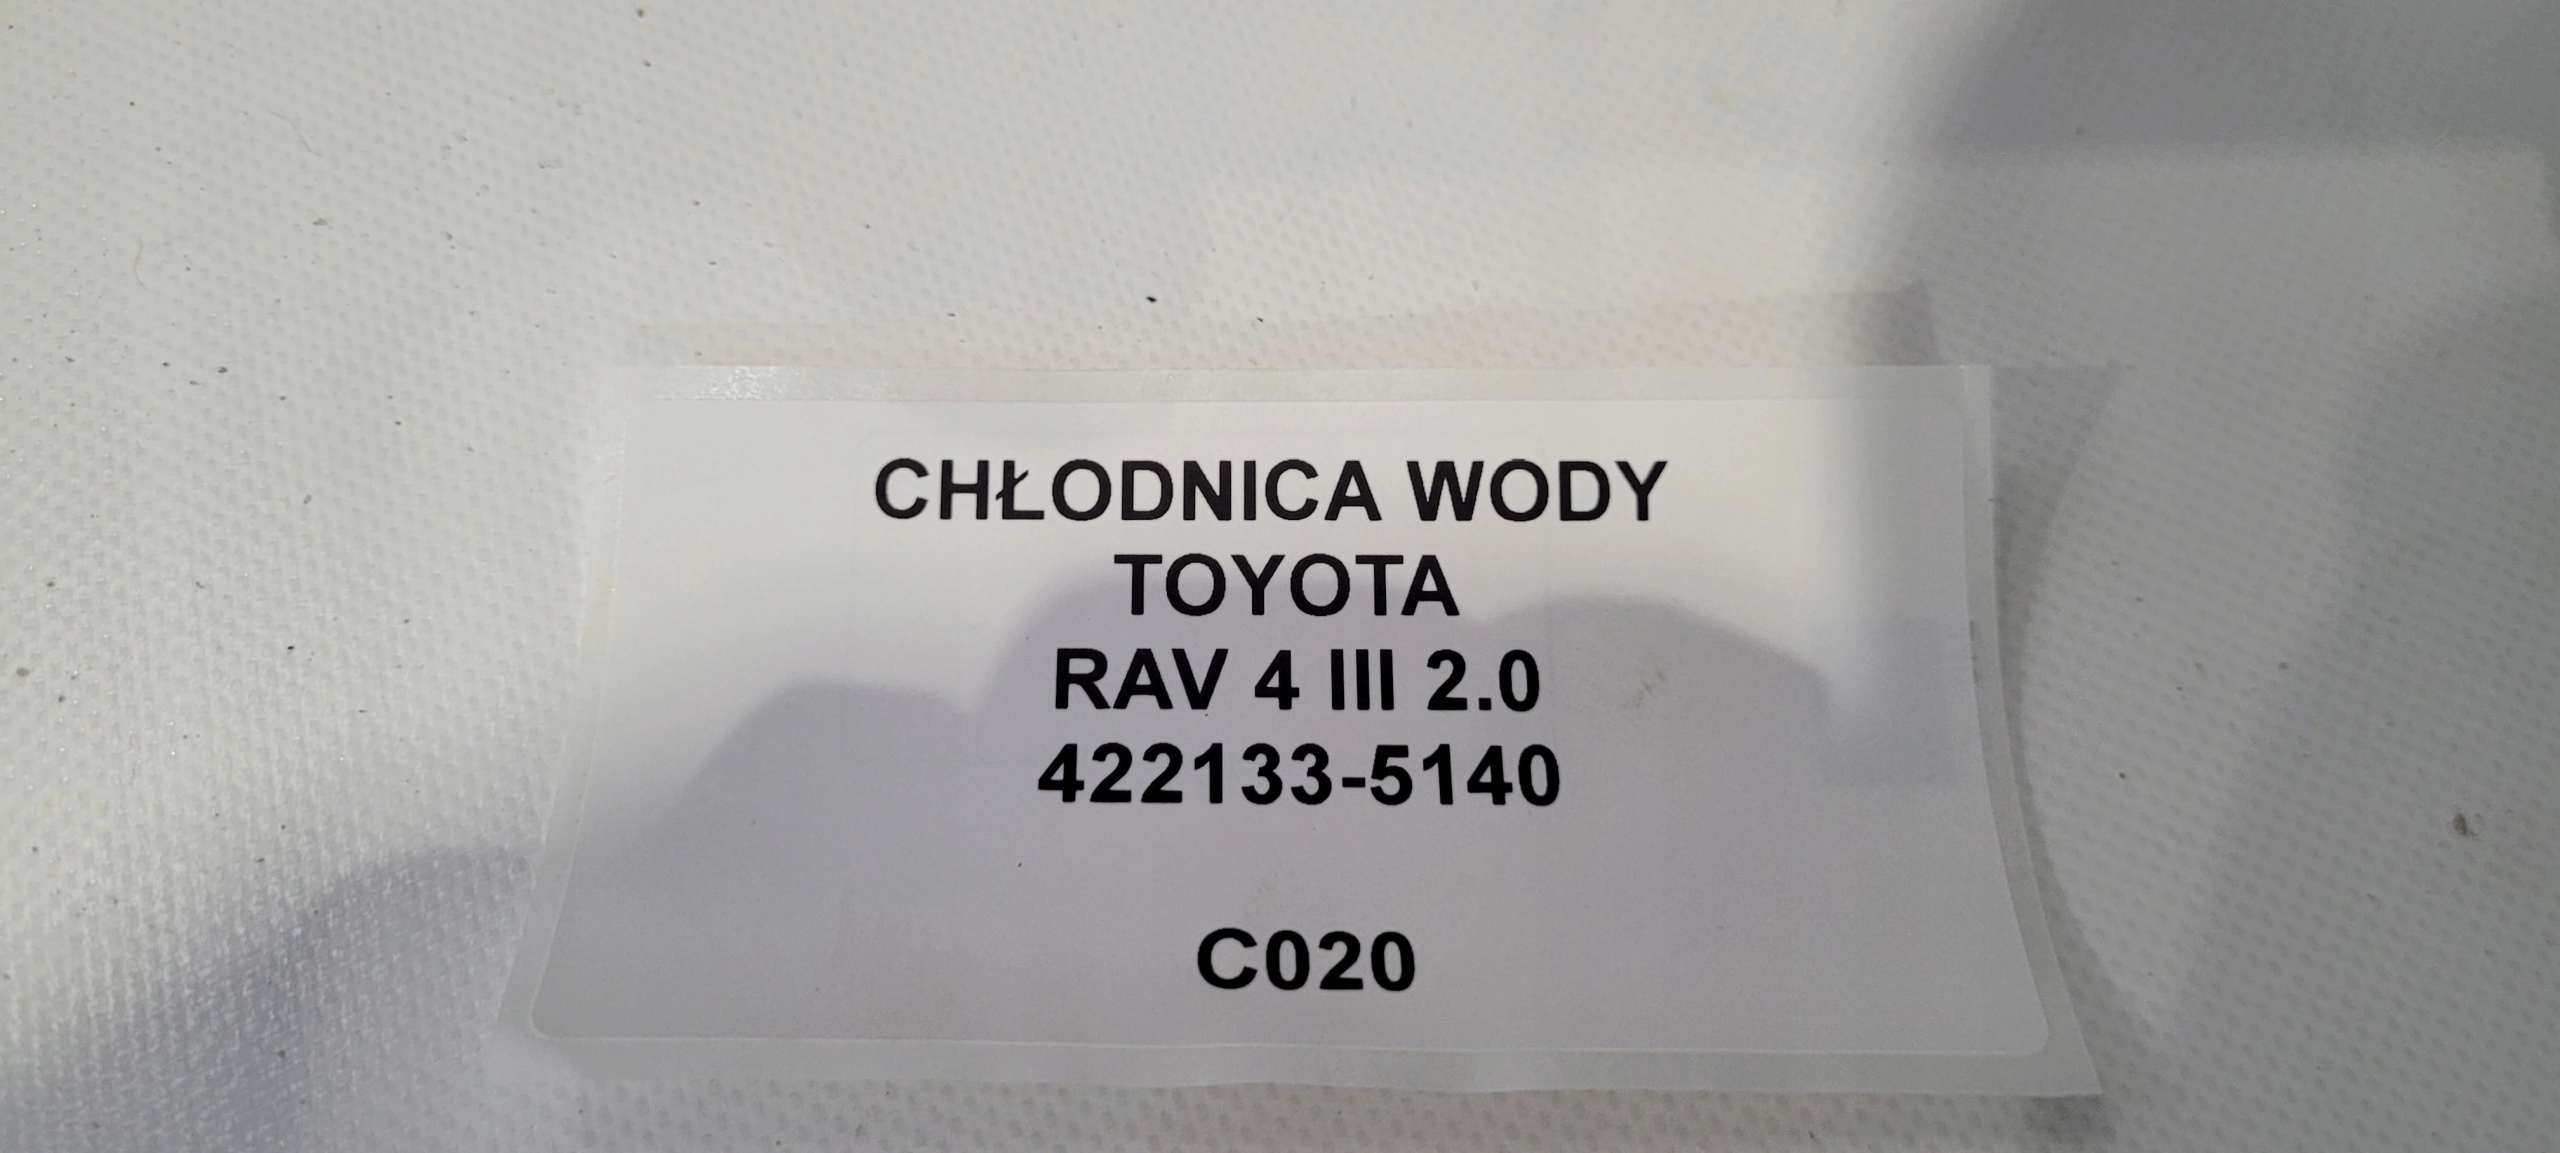 CHŁODNICA WODY
TOYOTA
RAV 4 III 2.0
422133-5140
C020